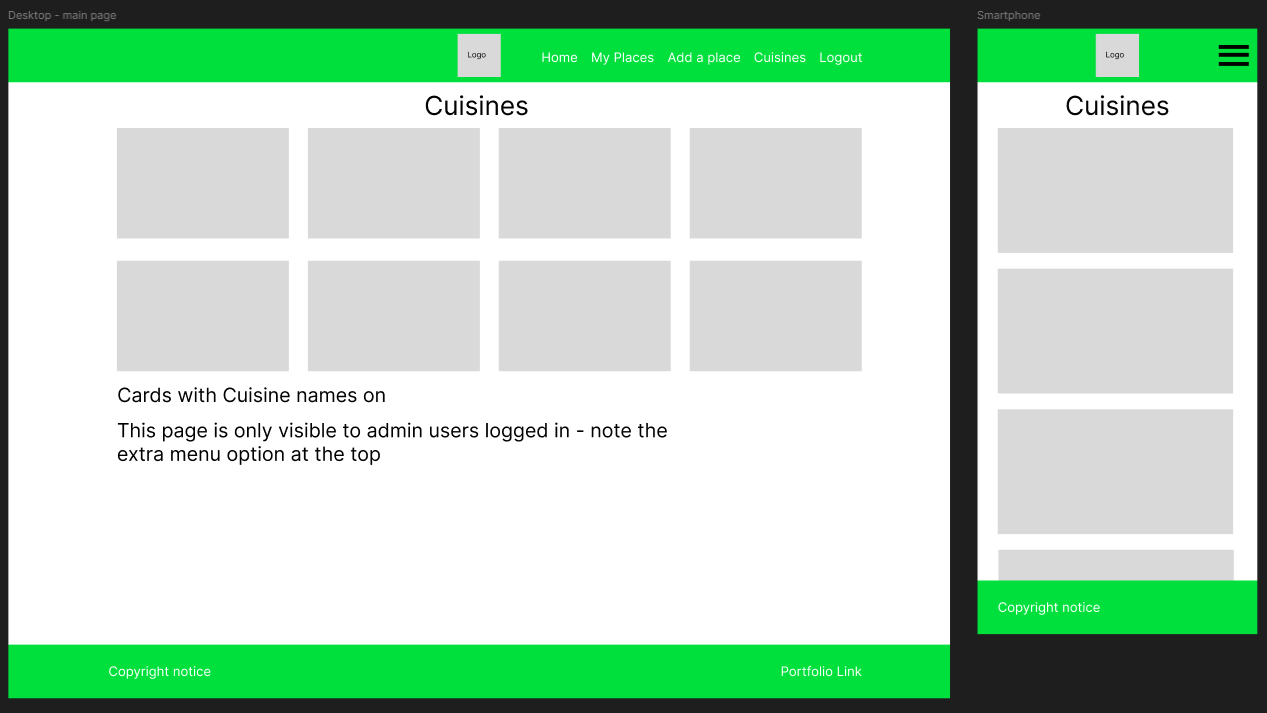 Desktop - main page
Logo
Home My Places Add a place Cuisines Logout
Cuisines
Cards with Cuisine names on
This page is only visible to admin users logged in - note the
extra menu option at the top
Copyright notice
Portfolio Link
Smartphone
Logo
Cuisines
Copyright notice